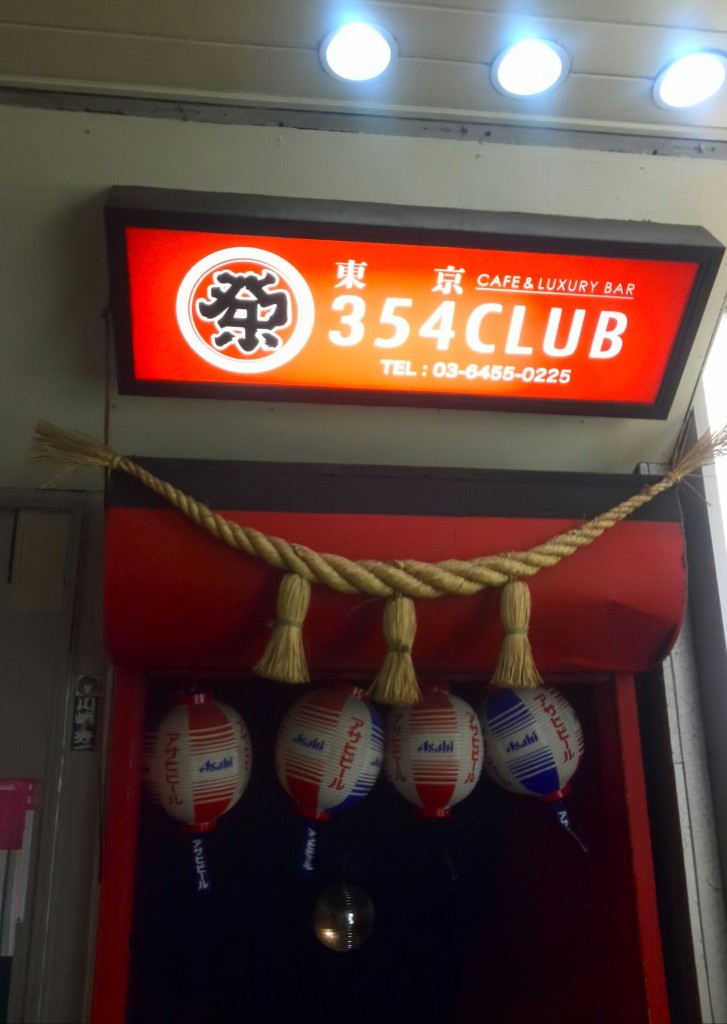 祭
東京 CAFE & LUXURY BAR
354CLUB
TEL : 03-6455-0225
アサヒビール
Asahi
Asahi
アサヒビール
Asahi
Asahi
アサヒビール
アサヒビール